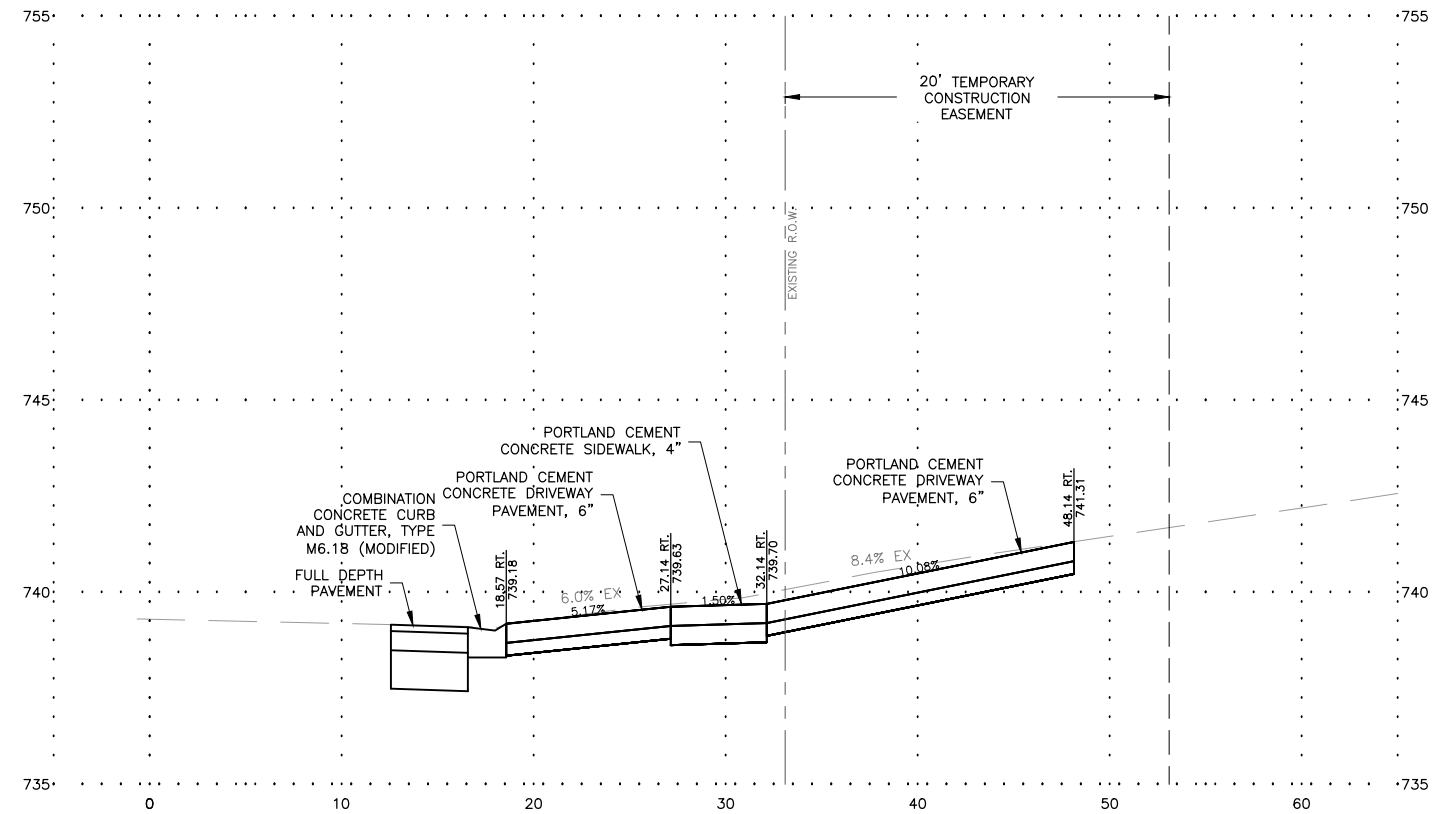 755
755
20' TEMPORARY
CONSTRUCTION
EASEMENT
750
750
EXISTING R.O.W.
745
745
PORTLAND CEMENT
CONCRETE SIDEWALK, 4"
PORTLAND CEMENT
CONCRETE DRIVEWAY
PAVEMENT, 6"
PORTLAND CEMENT
CONCRETE DRIVEWAY
PAVEMENT, 6"
COMBINATION
CONCRETE CURB
AND GUTTER, TYPE
M6.18 (MODIFIED)
FULL DEPTH
PAVEMENT
18.57 RT.
739.18
27.14 RT.
739.63
32.14 RT.
739.70
48.14 RT.
741.31
740
740
6.0% EX
5.17%
1.50%
8.4% EX
10.08%
735
735
0
10
20
30
40
50
60